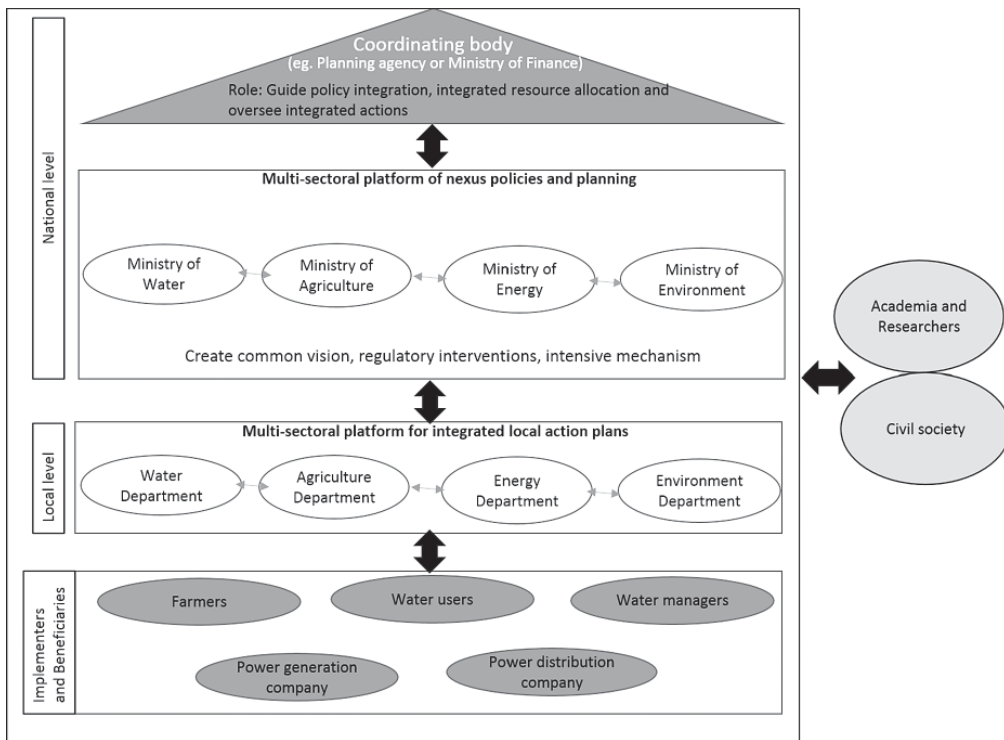 Coordinating body
(eg. Planning agency or Ministry of Finance)
Role: Guide policy integration, integrated resource allocation and
oversee integrated actions
National level
Multi-sectoral platform of nexus policies and planning
Ministry of
Water
Ministry of
Agriculture
Ministry of
Energy
Ministry of
Environment
Create common vision, regulatory interventions, intensive mechanism
Academia and
Researchers
Civil society
Local level
Multi-sectoral platform for integrated local action plans
Water
Department
Agriculture
Department
Energy
Department
Environment
Department
Implementers
and Beneficiaries
Farmers
Water users
Water managers
Power generation
company
Power distribution
company